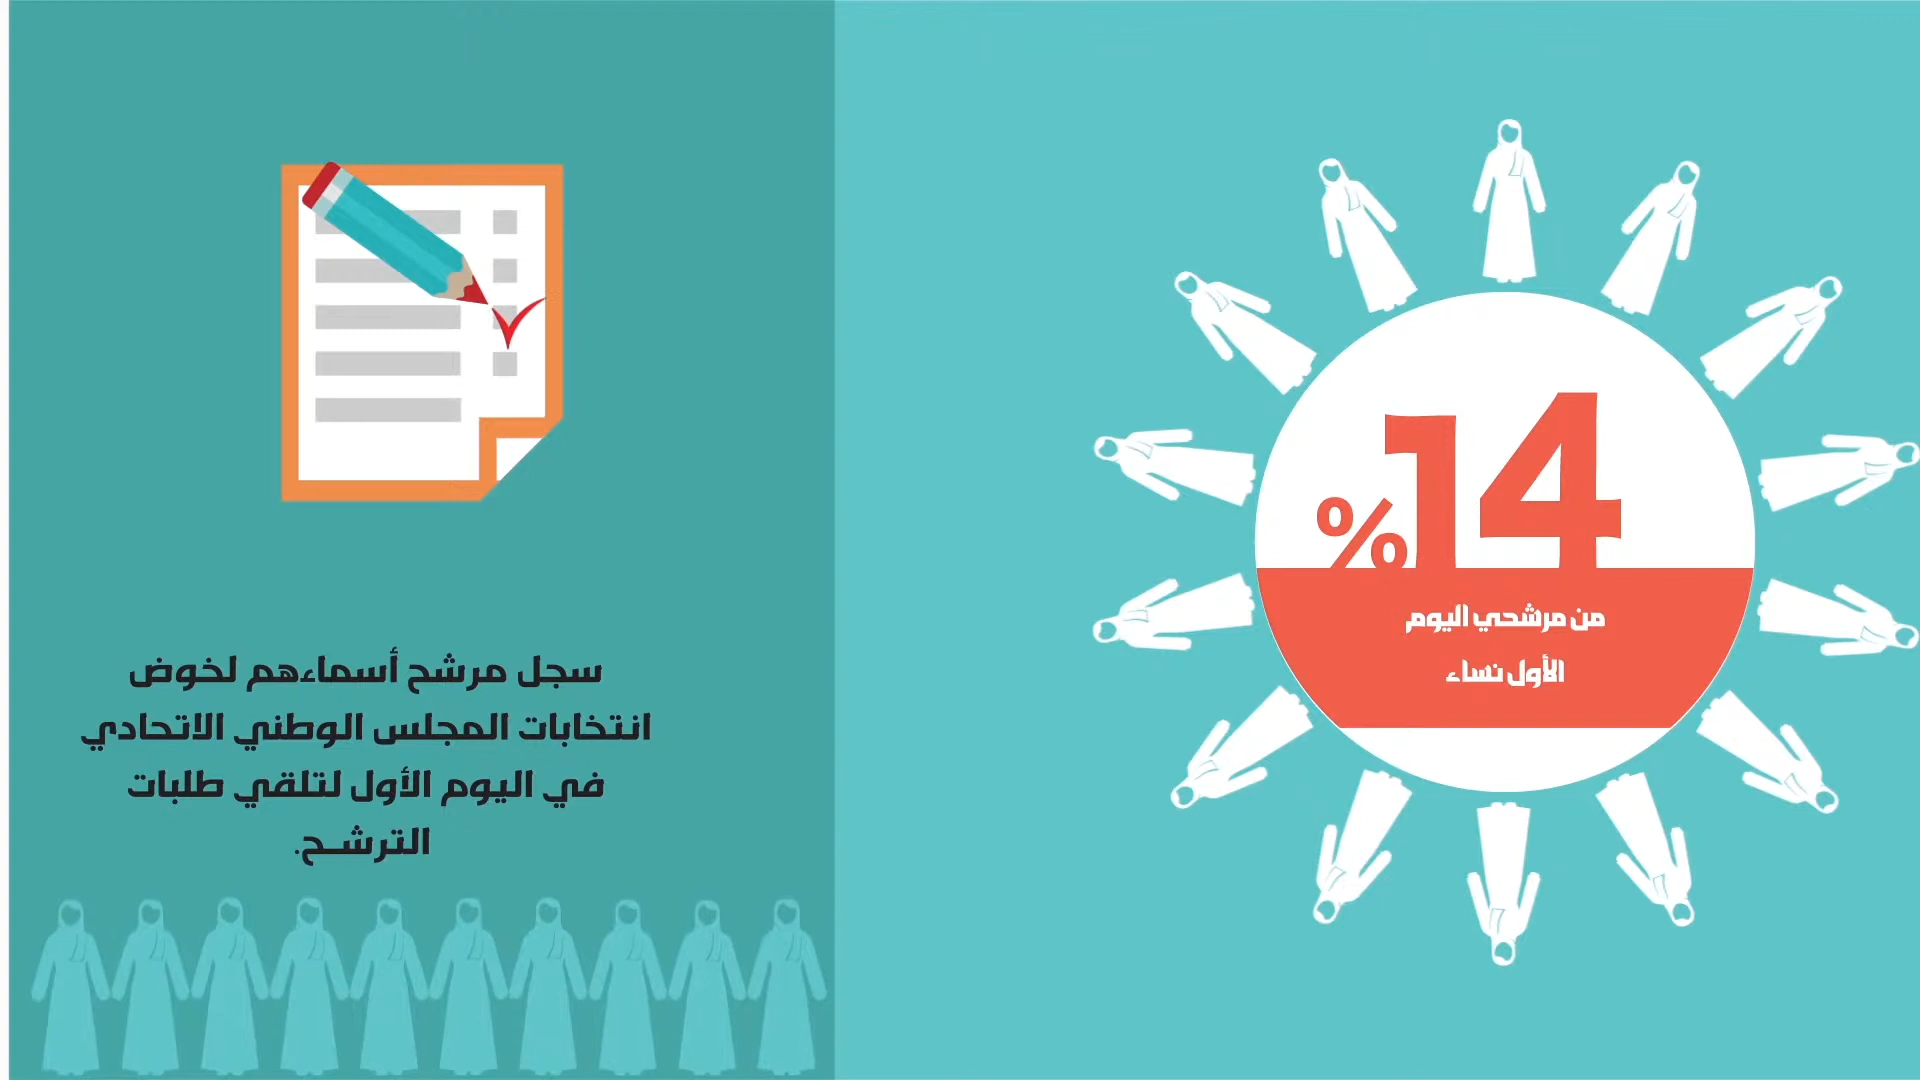 سجل مرشح أسماءهم لخوض
انتخابات المجلس الوطني الاتحادي
في اليوم الأول لتلقي طلبات
الترشـح.
%14
من مرشحي اليوم
الأول نساء